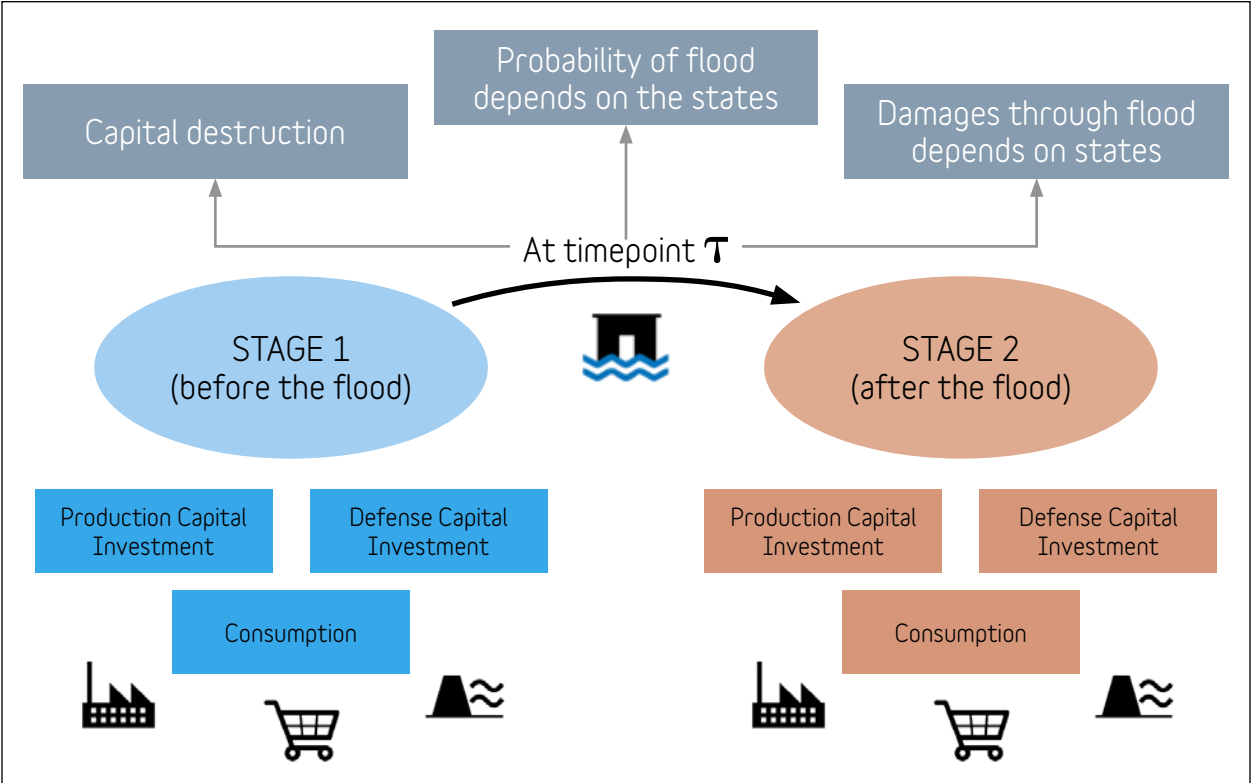 Probability of flood
depends on the states
Capital destruction
Damages through flood
depends on states
At timepoint τ
STAGE 1
(before the flood)
STAGE 2
(after the flood)
Production Capital
Investment
Defense Capital
Investment
Consumption
Production Capital
Investment
Defense Capital
Investment
Consumption